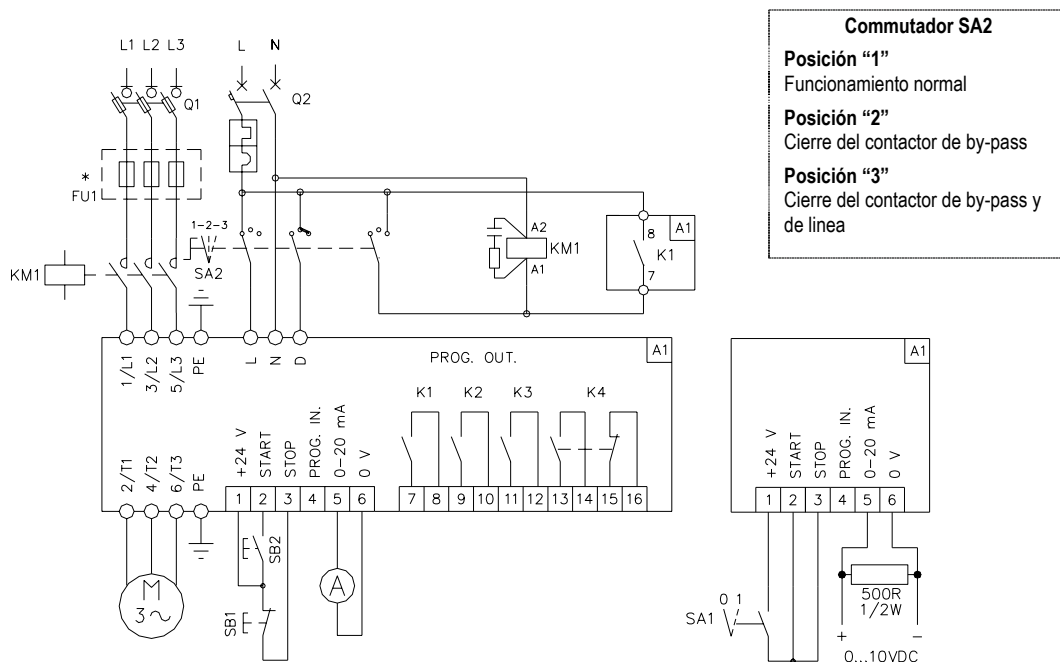 Commutador SA2
Posición “1”
Funcionamiento normal
Posición “2”
Cierre del contactor de by-pass
Posición “3”
Cierre del contactor de by-pass y
de linea
L1 L2 L3
L N
Q1
Q2
*
FU1
1-2-3
SA2
KM1
A2
KM1
A1
A1
8
K1
7
1/L1
3/L2
5/L3
PE
L
N
D
PROG. OUT.
A1
K1 K2 K3 K4
+24 V
START
STOP
PROG. IN.
0-20 mA
0 V
2/T1
4/T2
6/T3
PE
1 2 3 4 5 6
7 8 9 10 11 12 13 14 15 16
SB2
SB1
A
M
3~
A1
+24 V
START
STOP
PROG. IN.
0-20 mA
0 V
1 2 3 4 5 6
500R
1/2W
0 1
SA1
+ −
0...10VDC